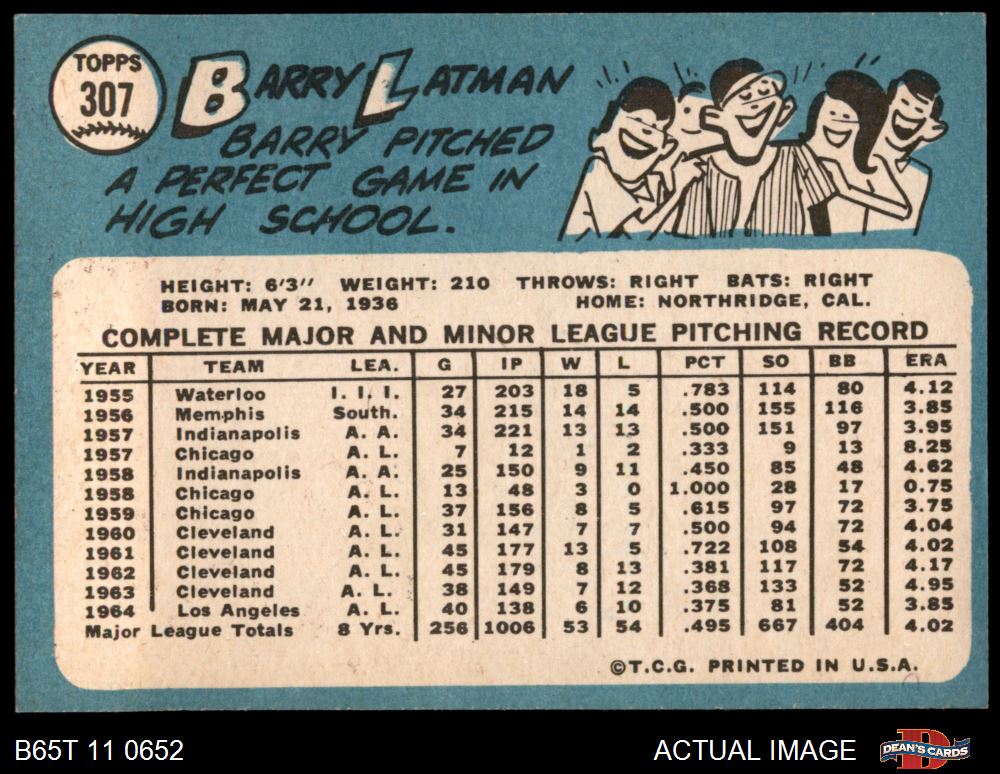 TOPPS
307
BARRY LATMAN
BARRY PITCHED
A PERFECT GAME IN
HIGH SCHOOL.
HEIGHT: 6'3" WEIGHT: 210 THROWS: RIGHT BATS: RIGHT
BORN: MAY 21, 1936 HOME: NORTHRIDGE, CAL.
COMPLETE MAJOR AND MINOR LEAGUE PITCHING RECORD
YEAR TEAM LEA. G IP W L PCT SO BB ERA
1955 Waterloo I. I. I. 27 203 18 5 .783 114 80 4.12
1956 Memphis South. 34 215 14 14 .500 155 116 3.85
1957 Indianapolis A. A. 34 221 13 13 .500 151 97 3.95
1957 Chicago A. L. 7 12 1 2 .333 9 13 8.25
1958 Indianapolis A. A. 25 150 9 11 .450 85 48 4.62
1958 Chicago A. L. 13 48 3 0 1.000 28 17 0.75
1959 Chicago A. L. 37 156 8 5 .615 97 72 3.75
1960 Cleveland A. L. 31 147 7 7 .500 94 72 4.04
1961 Cleveland A. L. 45 177 13 5 .722 108 54 4.02
1962 Cleveland A. L. 45 179 8 13 .381 117 72 4.17
1963 Cleveland A. L. 38 149 7 12 .368 133 52 4.95
1964 Los Angeles A. L. 40 138 6 10 .375 81 52 3.85
Major League Totals 8 Yrs. 256 1006 53 54 .495 667 404 4.02
©T.C.G. PRINTED IN U.S.A.
B65T 11 0652 ACTUAL IMAGE DEAN'S CARDS